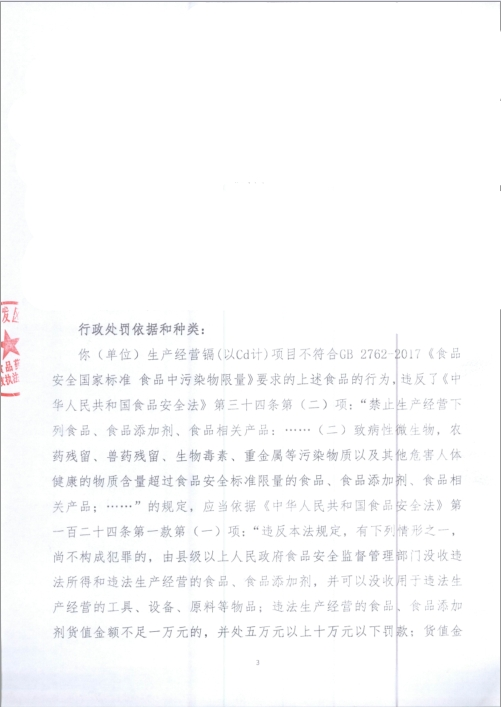 行政处罚依据和种类：
你（单位）生产经营镉(以Cd计)项目不符合GB 2762-2017《食品
安全国家标准 食品中污染物限量》要求的上述食品的行为，违反了《中
华人民共和国食品安全法》第三十四条第（二）项：“禁止生产经营下
列食品、食品添加剂、食品相关产品：……（二）致病性微生物，农
药残留、兽药残留、生物毒素、重金属等污染物质以及其他危害人体
健康的物质含量超过食品安全标准限量的食品、食品添加剂、食品相
关产品；……”的规定，应当依据《中华人民共和国食品安全法》第
一百二十四条第一款第（一）项：“违反本法规定，有下列情形之一，
尚不构成犯罪的，由县级以上人民政府食品安全监督管理部门没收违
法所得和违法生产经营的食品、食品添加剂，并可以没收用于违法生
产经营的工具、设备、原料等物品；违法生产经营的食品、食品添加
剂货值金额不足一万元的，并处五万元以上十万元以下罚款；货值金
3